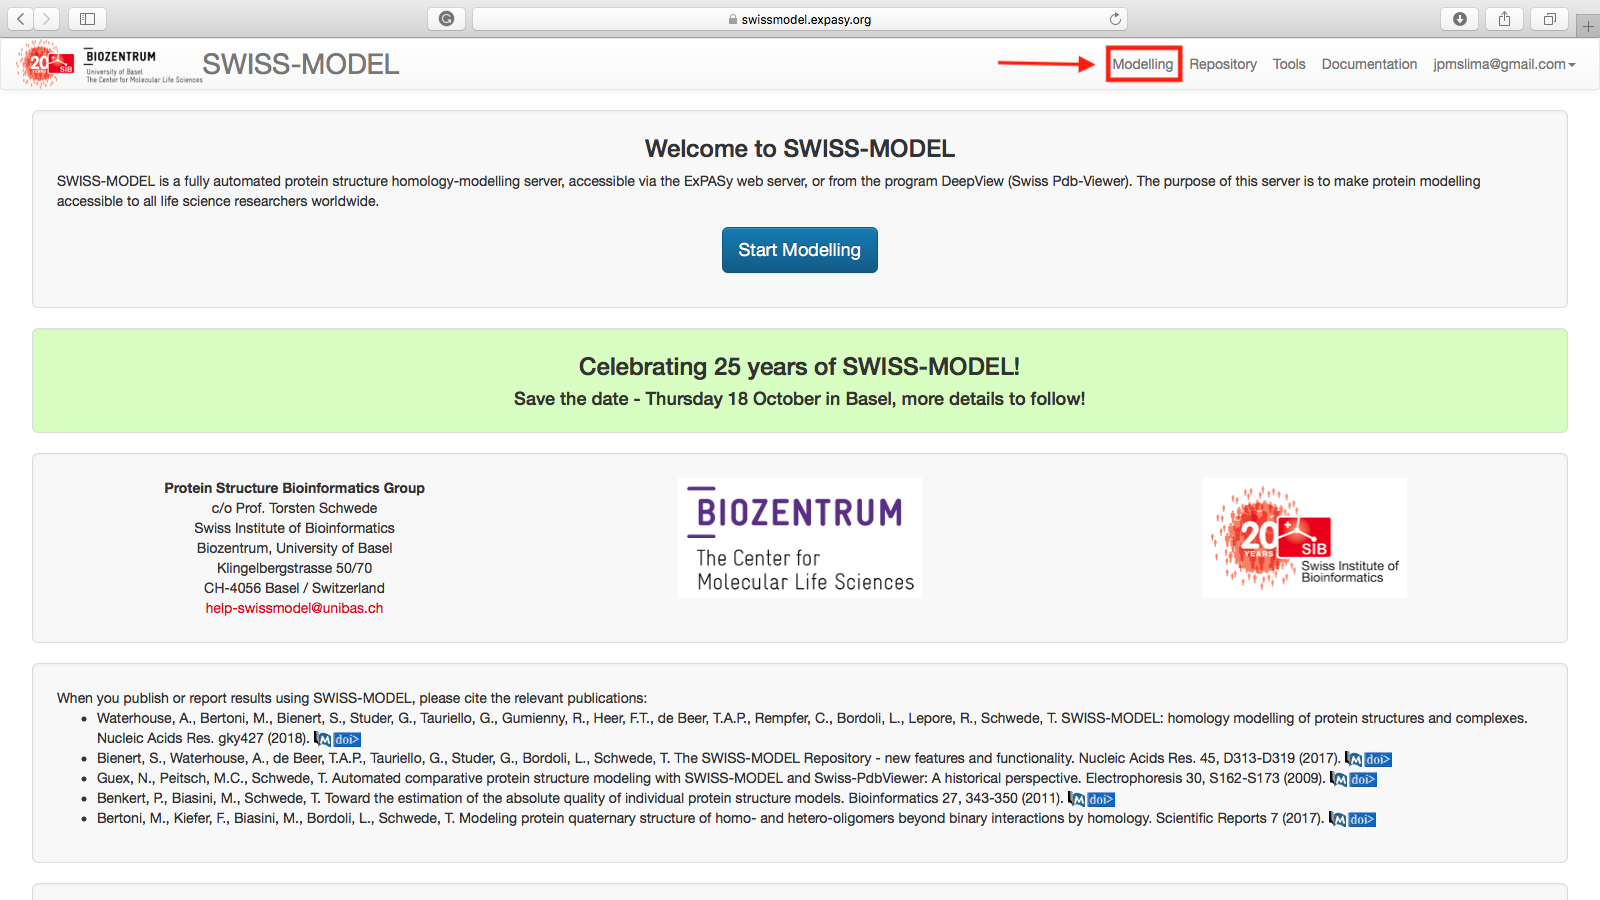 swissmodel.expasy.org
20
YEARS
SIB
BIOZENTRUM
University of Basel
The Center for Molecular Life Sciences
SWISS-MODEL
Modelling
Repository
Tools
Documentation
jpmslima@gmail.com
Welcome to SWISS-MODEL
SWISS-MODEL is a fully automated protein structure homology-modelling server, accessible via the ExPASy web server, or from the program DeepView (Swiss Pdb-Viewer). The purpose of this server is to make protein modelling
accessible to all life science researchers worldwide.
Start Modelling
Celebrating 25 years of SWISS-MODEL!
Save the date - Thursday 18 October in Basel, more details to follow!
Protein Structure Bioinformatics Group
c/o Prof. Torsten Schwede
Swiss Institute of Bioinformatics
Biozentrum, University of Basel
Klingelbergstrasse 50/70
CH-4056 Basel / Switzerland
help-swissmodel@unibas.ch
BIOZENTRUM
The Center for
Molecular Life Sciences
20
YEARS
SIB
Swiss Institute of
Bioinformatics
When you publish or report results using SWISS-MODEL, please cite the relevant publications:
• Waterhouse, A., Bertoni, M., Bienert, S., Studer, G., Tauriello, G., Gumienny, R., Heer, F.T., de Beer, T.A.P., Rempfer, C., Bordoli, L., Lepore, R., Schwede, T. SWISS-MODEL: homology modelling of protein structures and complexes.
Nucleic Acids Res. gky427 (2018). M doi>
• Bienert, S., Waterhouse, A., de Beer, T.A.P., Tauriello, G., Studer, G., Bordoli, L., Schwede, T. The SWISS-MODEL Repository - new features and functionality. Nucleic Acids Res. 45, D313-D319 (2017). M doi>
• Guex, N., Peitsch, M.C., Schwede, T. Automated comparative protein structure modeling with SWISS-MODEL and Swiss-PdbViewer: A historical perspective. Electrophoresis 30, S162-S173 (2009). M doi>
• Benkert, P., Biasini, M., Schwede, T. Toward the estimation of the absolute quality of individual protein structure models. Bioinformatics 27, 343-350 (2011). M doi>
• Bertoni, M., Kiefer, F., Biasini, M., Bordoli, L., Schwede, T. Modeling protein quaternary structure of homo- and hetero-oligomers beyond binary interactions by homology. Scientific Reports 7 (2017). M doi>